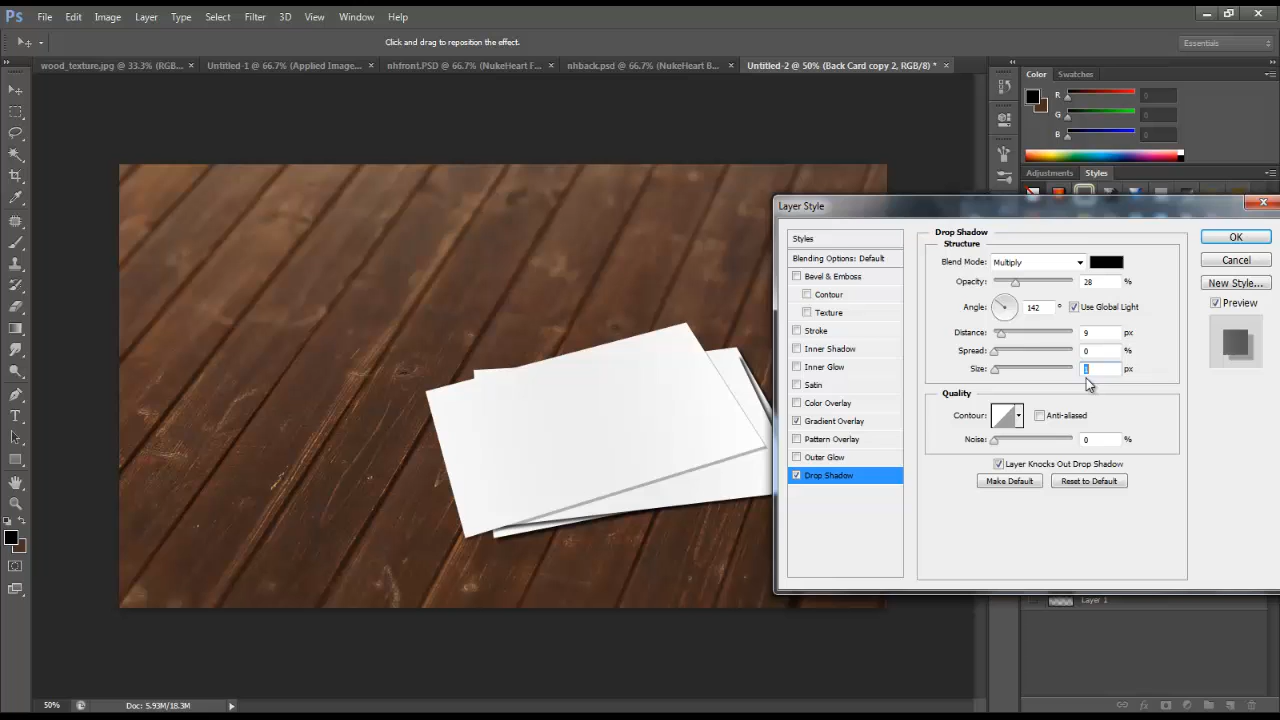 Ps File Edit Image Layer Type Select Filter 3D View Window Help
Click and drag to reposition the effect.
Essentials
wood_texture.jpg @ 33.3% (RGB... × Untitled-1 @ 66.7% (Applied Image... × nhfront.PSD @ 66.7% (NukeHeart F... × nhback.psd @ 66.7% (NukeHeart B... × Untitled-2 @ 50% (Back Card copy 2, RGB/8) * ×
Color Swatches
R 0
G 0
B 0
Adjustments Styles
Layer Style
Styles
Blending Options: Default
Bevel & Emboss
Contour
Texture
Stroke
Inner Shadow
Inner Glow
Satin
Color Overlay
Gradient Overlay
Pattern Overlay
Outer Glow
Drop Shadow
Drop Shadow
Structure
Blend Mode: Multiply
Opacity: 28 %
Angle: 142 ° Use Global Light
Distance: 9 px
Spread: 0 %
Size: 1 px
Quality
Contour: Anti-aliased
Noise: 0 %
Layer Knocks Out Drop Shadow
Make Default Reset to Default
OK
Cancel
New Style...
Preview
Layer 1
50% Doc: 5.93M/18.3M